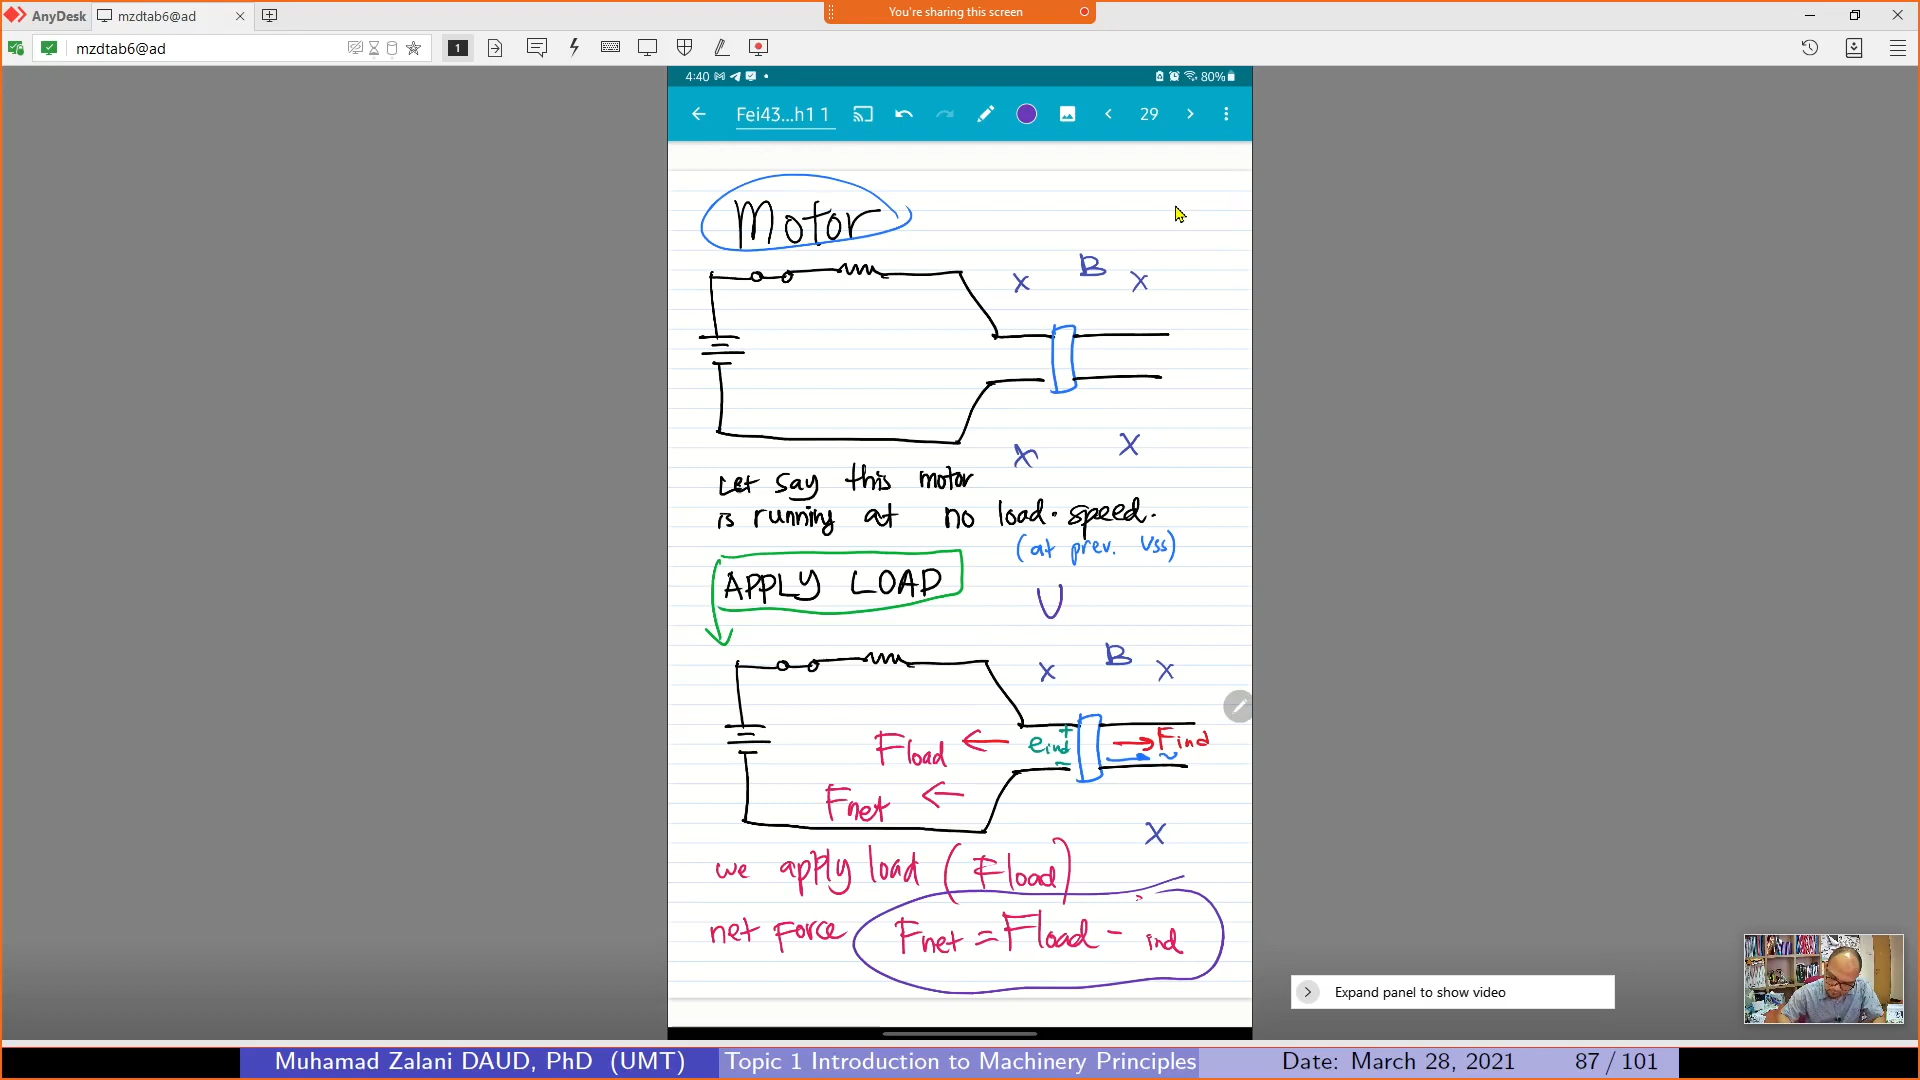 AnyDesk
mzdtab6@ad
You're sharing this screen
mzdtab6@ad
1
4:40
80%
Fei43...h1 1
29
Motor
x B x
x x
Let say this motor
is running at no load speed.
(at prev. Vss)
APPLY LOAD
U
x B x
Fload ← eind + - → Find
Fnet ←
x
we apply load (Fload)
net Force Fnet = Fload - ind
Expand panel to show video
Muhamad Zalani DAUD, PhD (UMT)
Topic 1 Introduction to Machinery Principles
Date: March 28, 2021
87 / 101